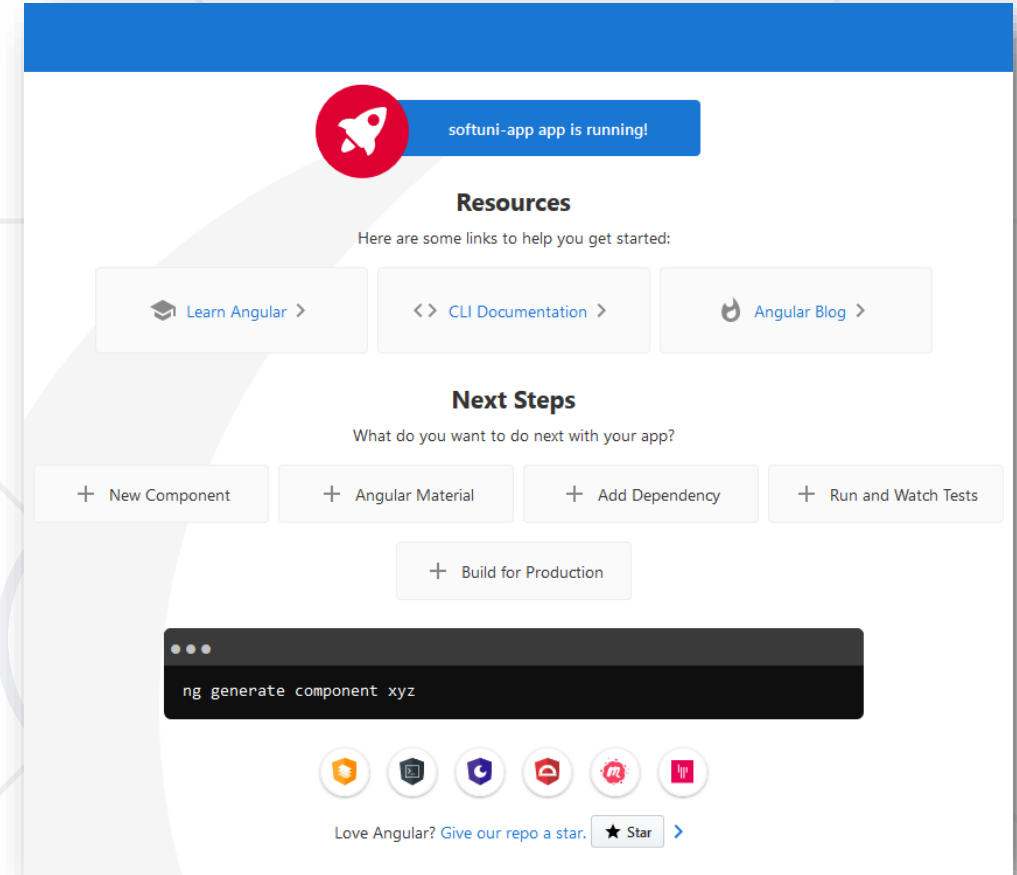 softuni-app app is running!
Resources
Here are some links to help you get started:
Learn Angular
CLI Documentation
Angular Blog
Next Steps
What do you want to do next with your app?
New Component
Angular Material
Add Dependency
Run and Watch Tests
Build for Production
ng generate component xyz
Love Angular? Give our repo a star. Star